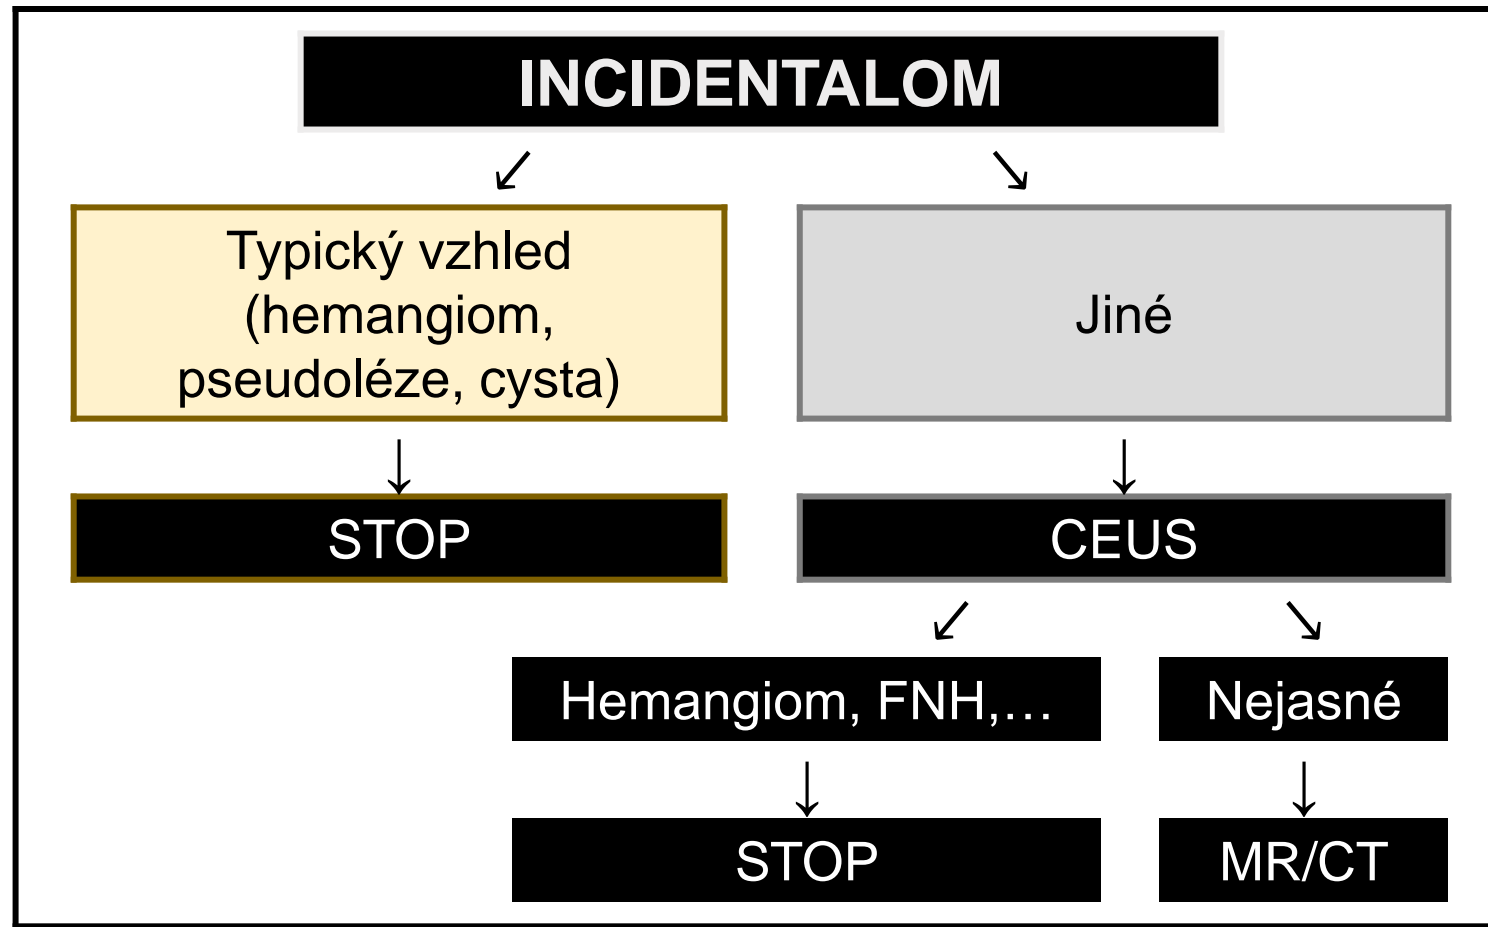 INCIDENTALOM
↙ ↘
Typický vzhled
(hemangiom,
pseudoléze, cysta)
Jiné
↓ ↓
STOP
CEUS
↙ ↘
Hemangiom, FNH,…
Nejasné
↓ ↓
STOP
MR/CT